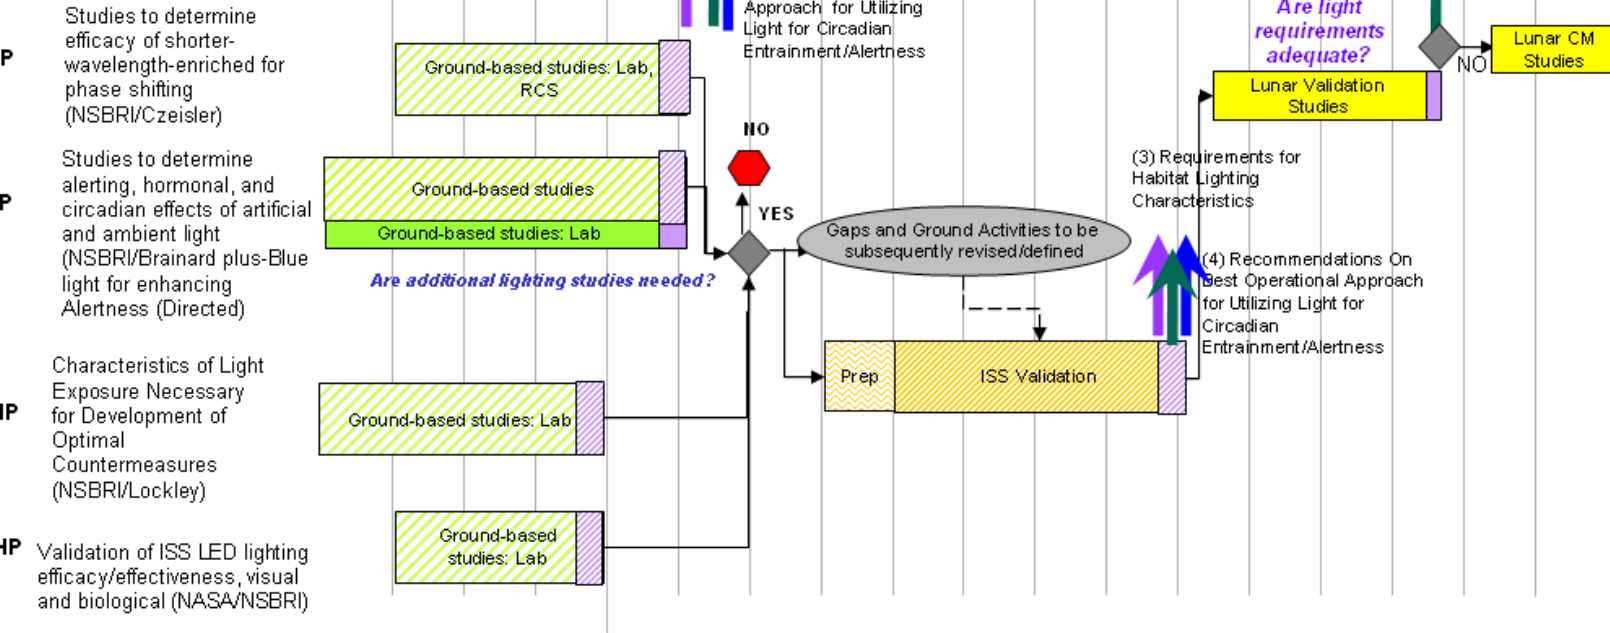 Studies to determine
efficacy of shorter-
wavelength-enriched for
phase shifting
(NSBRI/Czeisler)
P
Ground-based studies: Lab,
RCS
Approach for Utilizing
Light for Circadian
Entrainment/Alertness
Are light
requirements
adequate?
NO
Lunar CM
Studies
Lunar Validation
Studies
NO
YES
Studies to determine
alerting, hormonal, and
circadian effects of artificial
and ambient light
(NSBRI/Brainard plus-Blue
light for enhancing
Alertness (Directed)
P
Ground-based studies
Ground-based studies: Lab
Are additional lighting studies needed?
Gaps and Ground Activities to be
subsequently revised/defined
(3) Requirements for
Habitat Lighting
Characteristics
(4) Recommendations On
Best Operational Approach
for Utilizing Light for
Circadian
Entrainment/Alertness
Prep
ISS Validation
Characteristics of Light
Exposure Necessary
for Development of
Optimal
Countermeasures
(NSBRI/Lockley)
IP
Ground-based studies: Lab
HP
Validation of ISS LED lighting
efficacy/effectiveness, visual
and biological (NASA/NSBRI)
Ground-based
studies: Lab